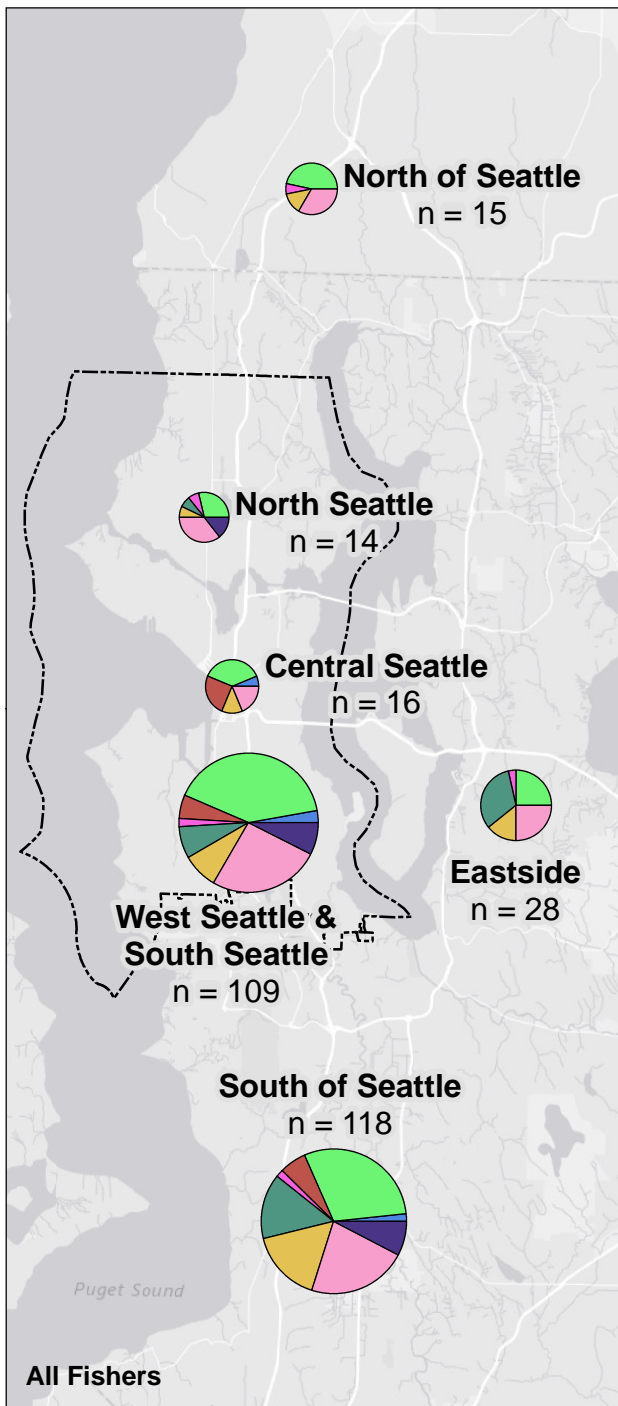 North of Seattle
n = 15
North Seattle
n = 14
Central Seattle
n = 16
Eastside
n = 28
West Seattle &
South Seattle
n = 109
South of Seattle
n = 118
Puget Sound
All Fishers